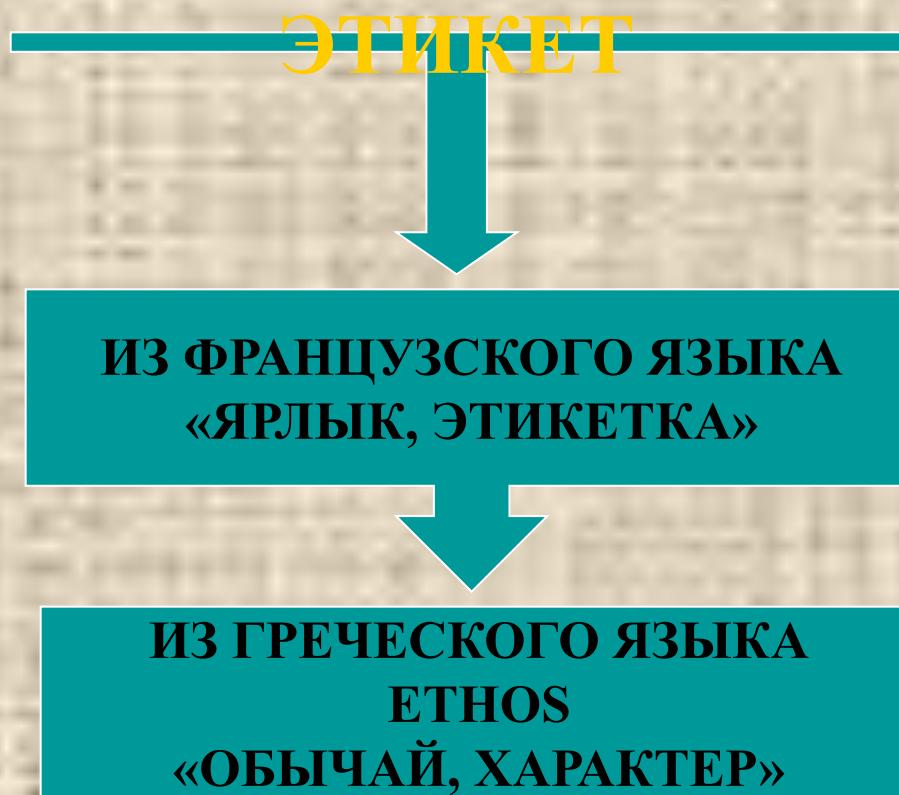 ЭТИКЕТ
ИЗ ФРАНЦУЗСКОГО ЯЗЫКА
«ЯРЛЫК, ЭТИКЕТКА»
ИЗ ГРЕЧЕСКОГО ЯЗЫКА
ETHOS
«ОБЫЧАЙ, ХАРАКТЕР»